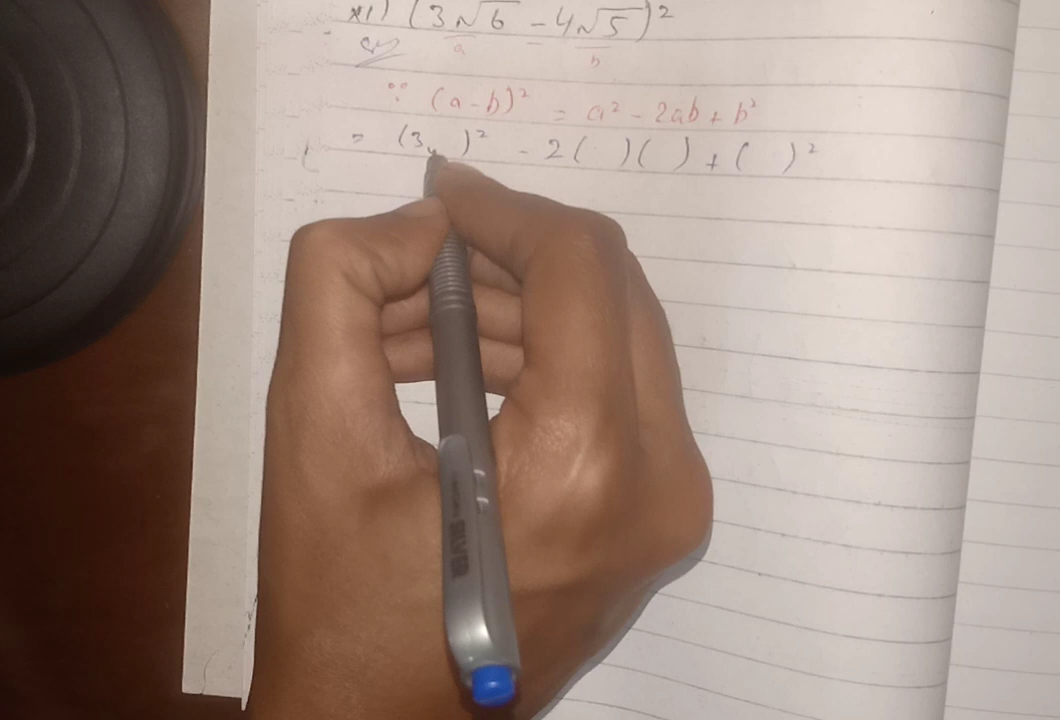 xi) (3√6 - 4√5)²
a - b
∵ (a-b)² = a² - 2ab + b²
= (3 )² - 2( )( ) + ( )²